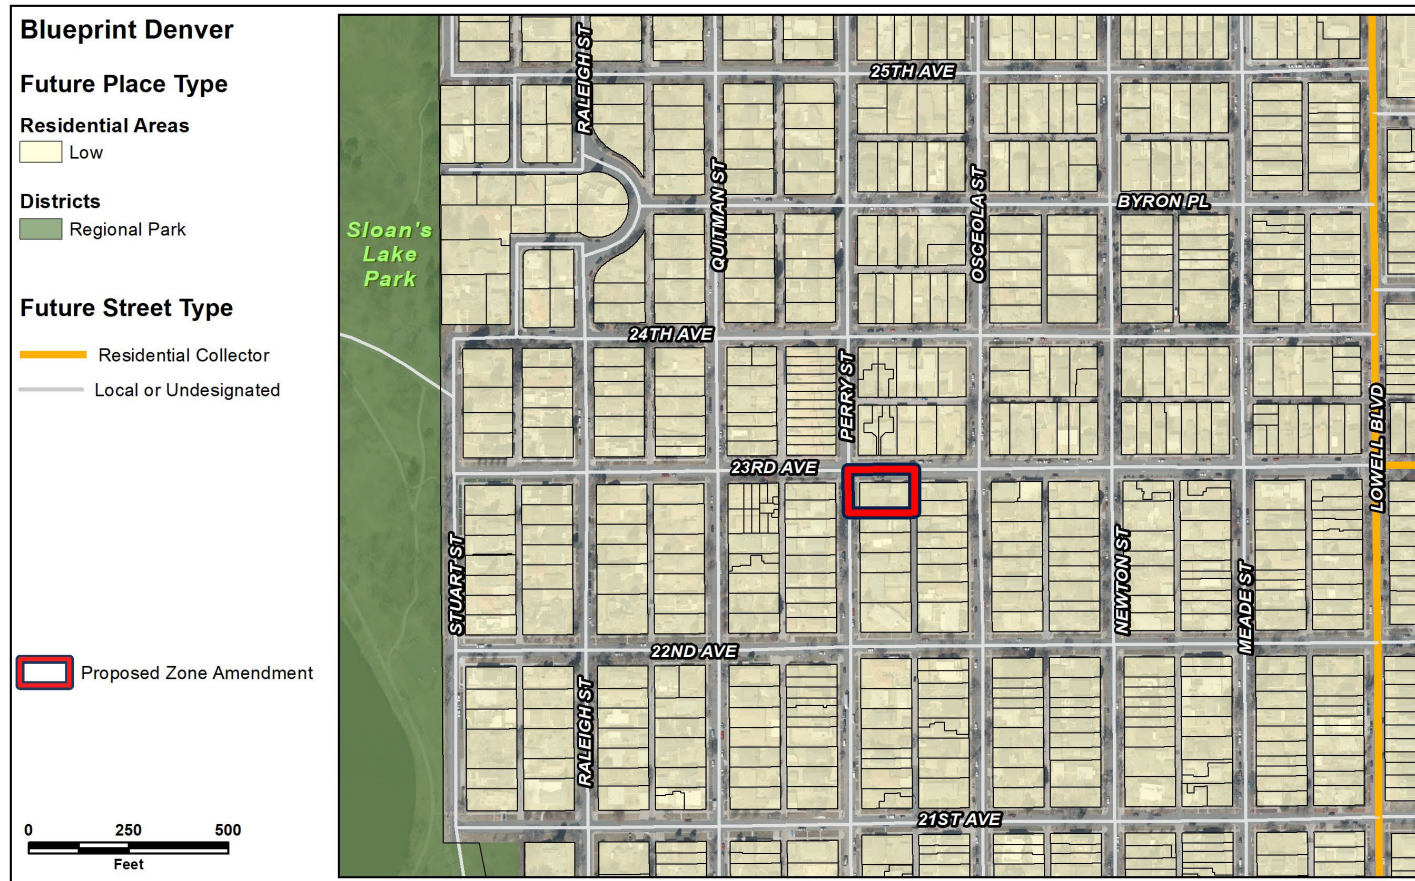 Blueprint Denver
Future Place Type
Residential Areas
Low
Districts
Regional Park
Future Street Type
Residential Collector
Local or Undesignated
Proposed Zone Amendment
0 250 500
Feet
Sloan's
Lake
Park
RALEIGH ST
25TH AVE
QUITMAN ST
OSCEOLA ST
BYRON PL
24TH AVE
PERRY ST
LOWELL BLVD
23RD AVE
STUART ST
NEWTON ST
MEADE ST
22ND AVE
RALEIGH ST
21ST AVE